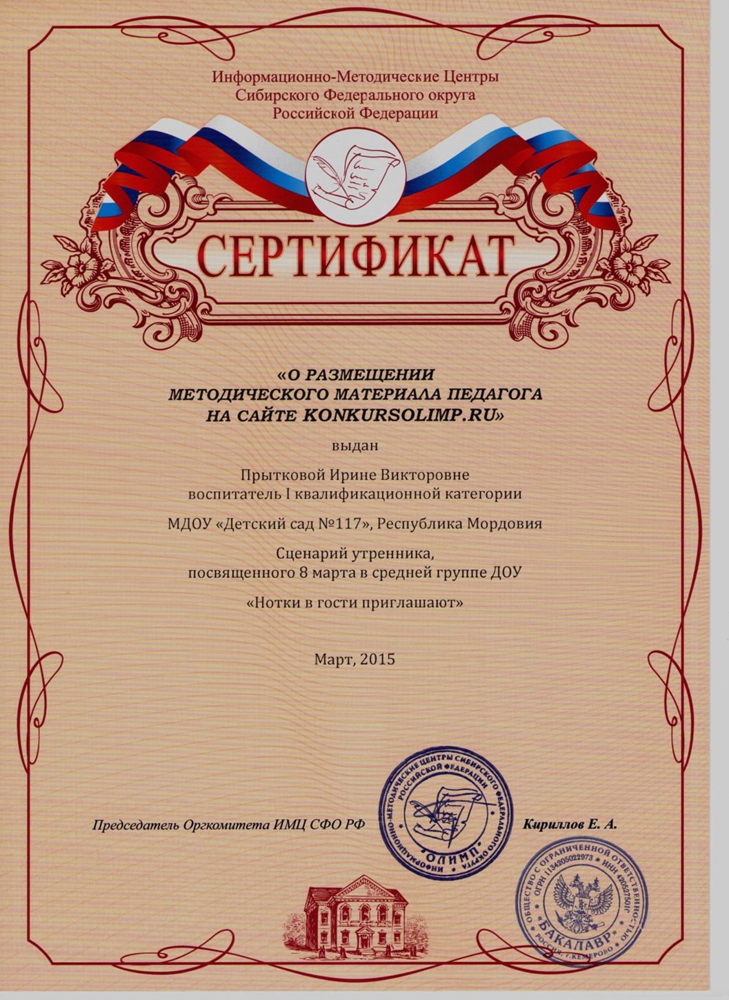 Информационно-Методические Центры
Сибирского Федерального округа
Российской Федерации
СЕРТИФИКАТ
«О РАЗМЕЩЕНИИ
МЕТОДИЧЕСКОГО МАТЕРИАЛА ПЕДАГОГА
НА САЙТЕ KONKURSOLIMP.RU»
выдан
Прытковой Ирине Викторовне
воспитатель I квалификационной категории
МДОУ «Детский сад №117», Республика Мордовия
Сценарий утренника,
посвященного 8 марта в средней группе ДОУ
«Нотки в гости приглашают»
Март, 2015
ИНФОРМАЦИОННО-МЕТОДИЧЕСКИЕ ЦЕНТРЫ СИБИРСКОГО ФЕДЕРАЛЬНОГО ОКРУГА
РОССИЙСКОЙ ФЕДЕРАЦИИ
"ОЛИМП"
Председатель Оргкомитета ИМЦ СФО РФ
Кириллов Е. А.
ОБЩЕСТВО С ОГРАНИЧЕННОЙ ОТВЕТСТВЕННОСТЬЮ
ОГРН 1134205022973 * ИНН
«БАКАЛАВР»
РОССИЯ, г.КЕМЕРОВО